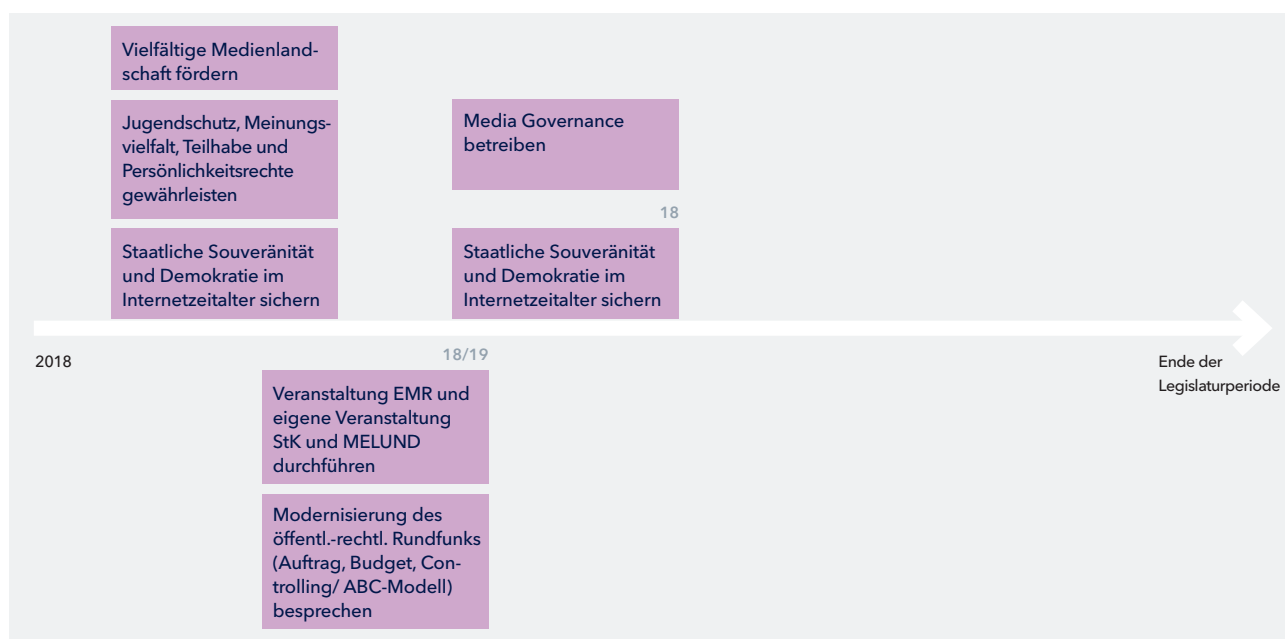 Vielfältige Medienland-
schaft fördern
Jugendschutz, Meinungs-
vielfalt, Teilhabe und
Persönlichkeitsrechte
gewährleisten
Staatliche Souveränität
und Demokratie im
Internetzeitalter sichern
Media Governance
betreiben
18
Staatliche Souveränität
und Demokratie im
Internetzeitalter sichern
2018
18/19
Ende der
Legislaturperiode
Veranstaltung EMR und
eigene Veranstaltung
StK und MELUND
durchführen
Modernisierung des
öffentl.-rechtl. Rundfunks
(Auftrag, Budget, Con-
trolling/ ABC-Modell)
besprechen